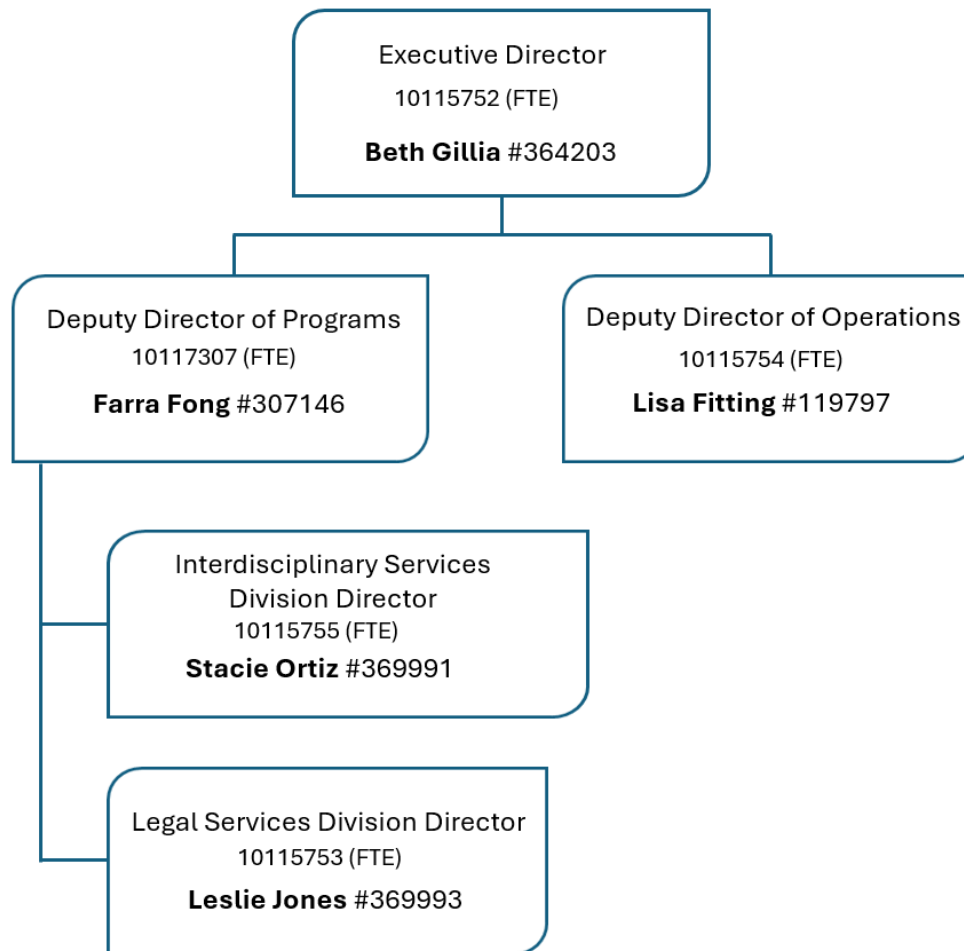 Executive Director
10115752 (FTE)
Beth Gillia #364203
Deputy Director of Programs
10117307 (FTE)
Farra Fong #307146
Deputy Director of Operations
10115754 (FTE)
Lisa Fitting #119797
Interdisciplinary Services
Division Director
10115755 (FTE)
Stacie Ortiz #369991
Legal Services Division Director
10115753 (FTE)
Leslie Jones #369993